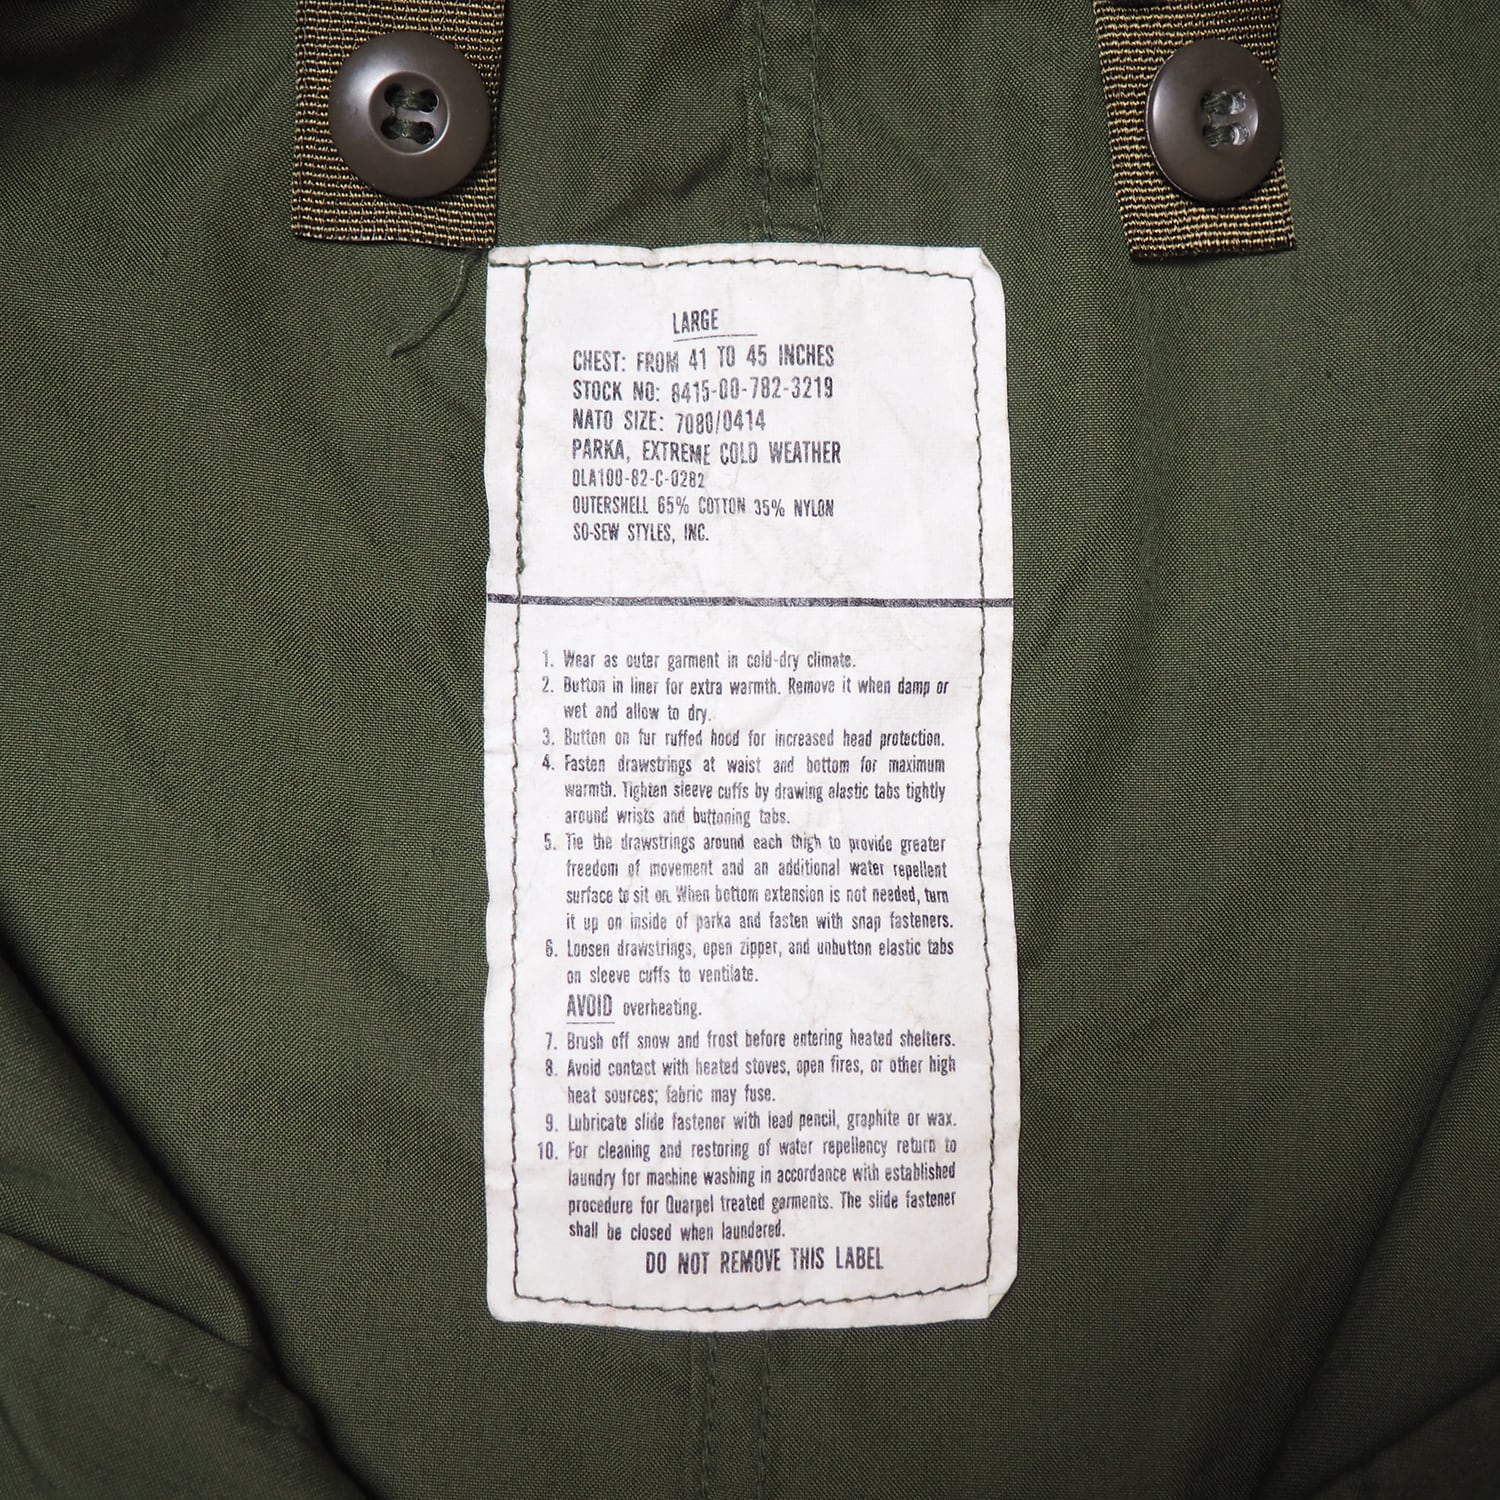 LARGE
CHEST: FROM 41 TO 45 INCHES
STOCK NO: 8415-00-782-3219
NATO SIZE: 7080/0414
PARKA, EXTREME COLD WEATHER
DLA100-82-C-0282
OUTERSHELL 65% COTTON 35% NYLON
SO-SEW STYLES, INC.
1. Wear as outer garment in cold-dry climate.
2. Button in liner for extra warmth. Remove it when damp or
wet and allow to dry.
3. Button on fur ruffed hood for increased head protection.
4. Fasten drawstrings at waist and bottom for maximum
warmth. Tighten sleeve cuffs by drawing elastic tabs tightly
around wrists and buttoning tabs.
5. Tie the drawstrings around each thigh to provide greater
freedom of movement and an additional water repellent
surface to sit on. When bottom extension is not needed, turn
it up on inside of parka and fasten with snap fasteners.
6. Loosen drawstrings, open zipper, and unbutton elastic tabs
on sleeve cuffs to ventilate.
AVOID overheating.
7. Brush off snow and frost before entering heated shelters.
8. Avoid contact with heated stoves, open fires, or other high
heat sources; fabric may fuse.
9. Lubricate slide fastener with lead pencil, graphite or wax.
10. For cleaning and restoring of water repellency return to
laundry for machine washing in accordance with established
procedure for Quarpel treated garments. The slide fastener
shall be closed when laundered.
DO NOT REMOVE THIS LABEL